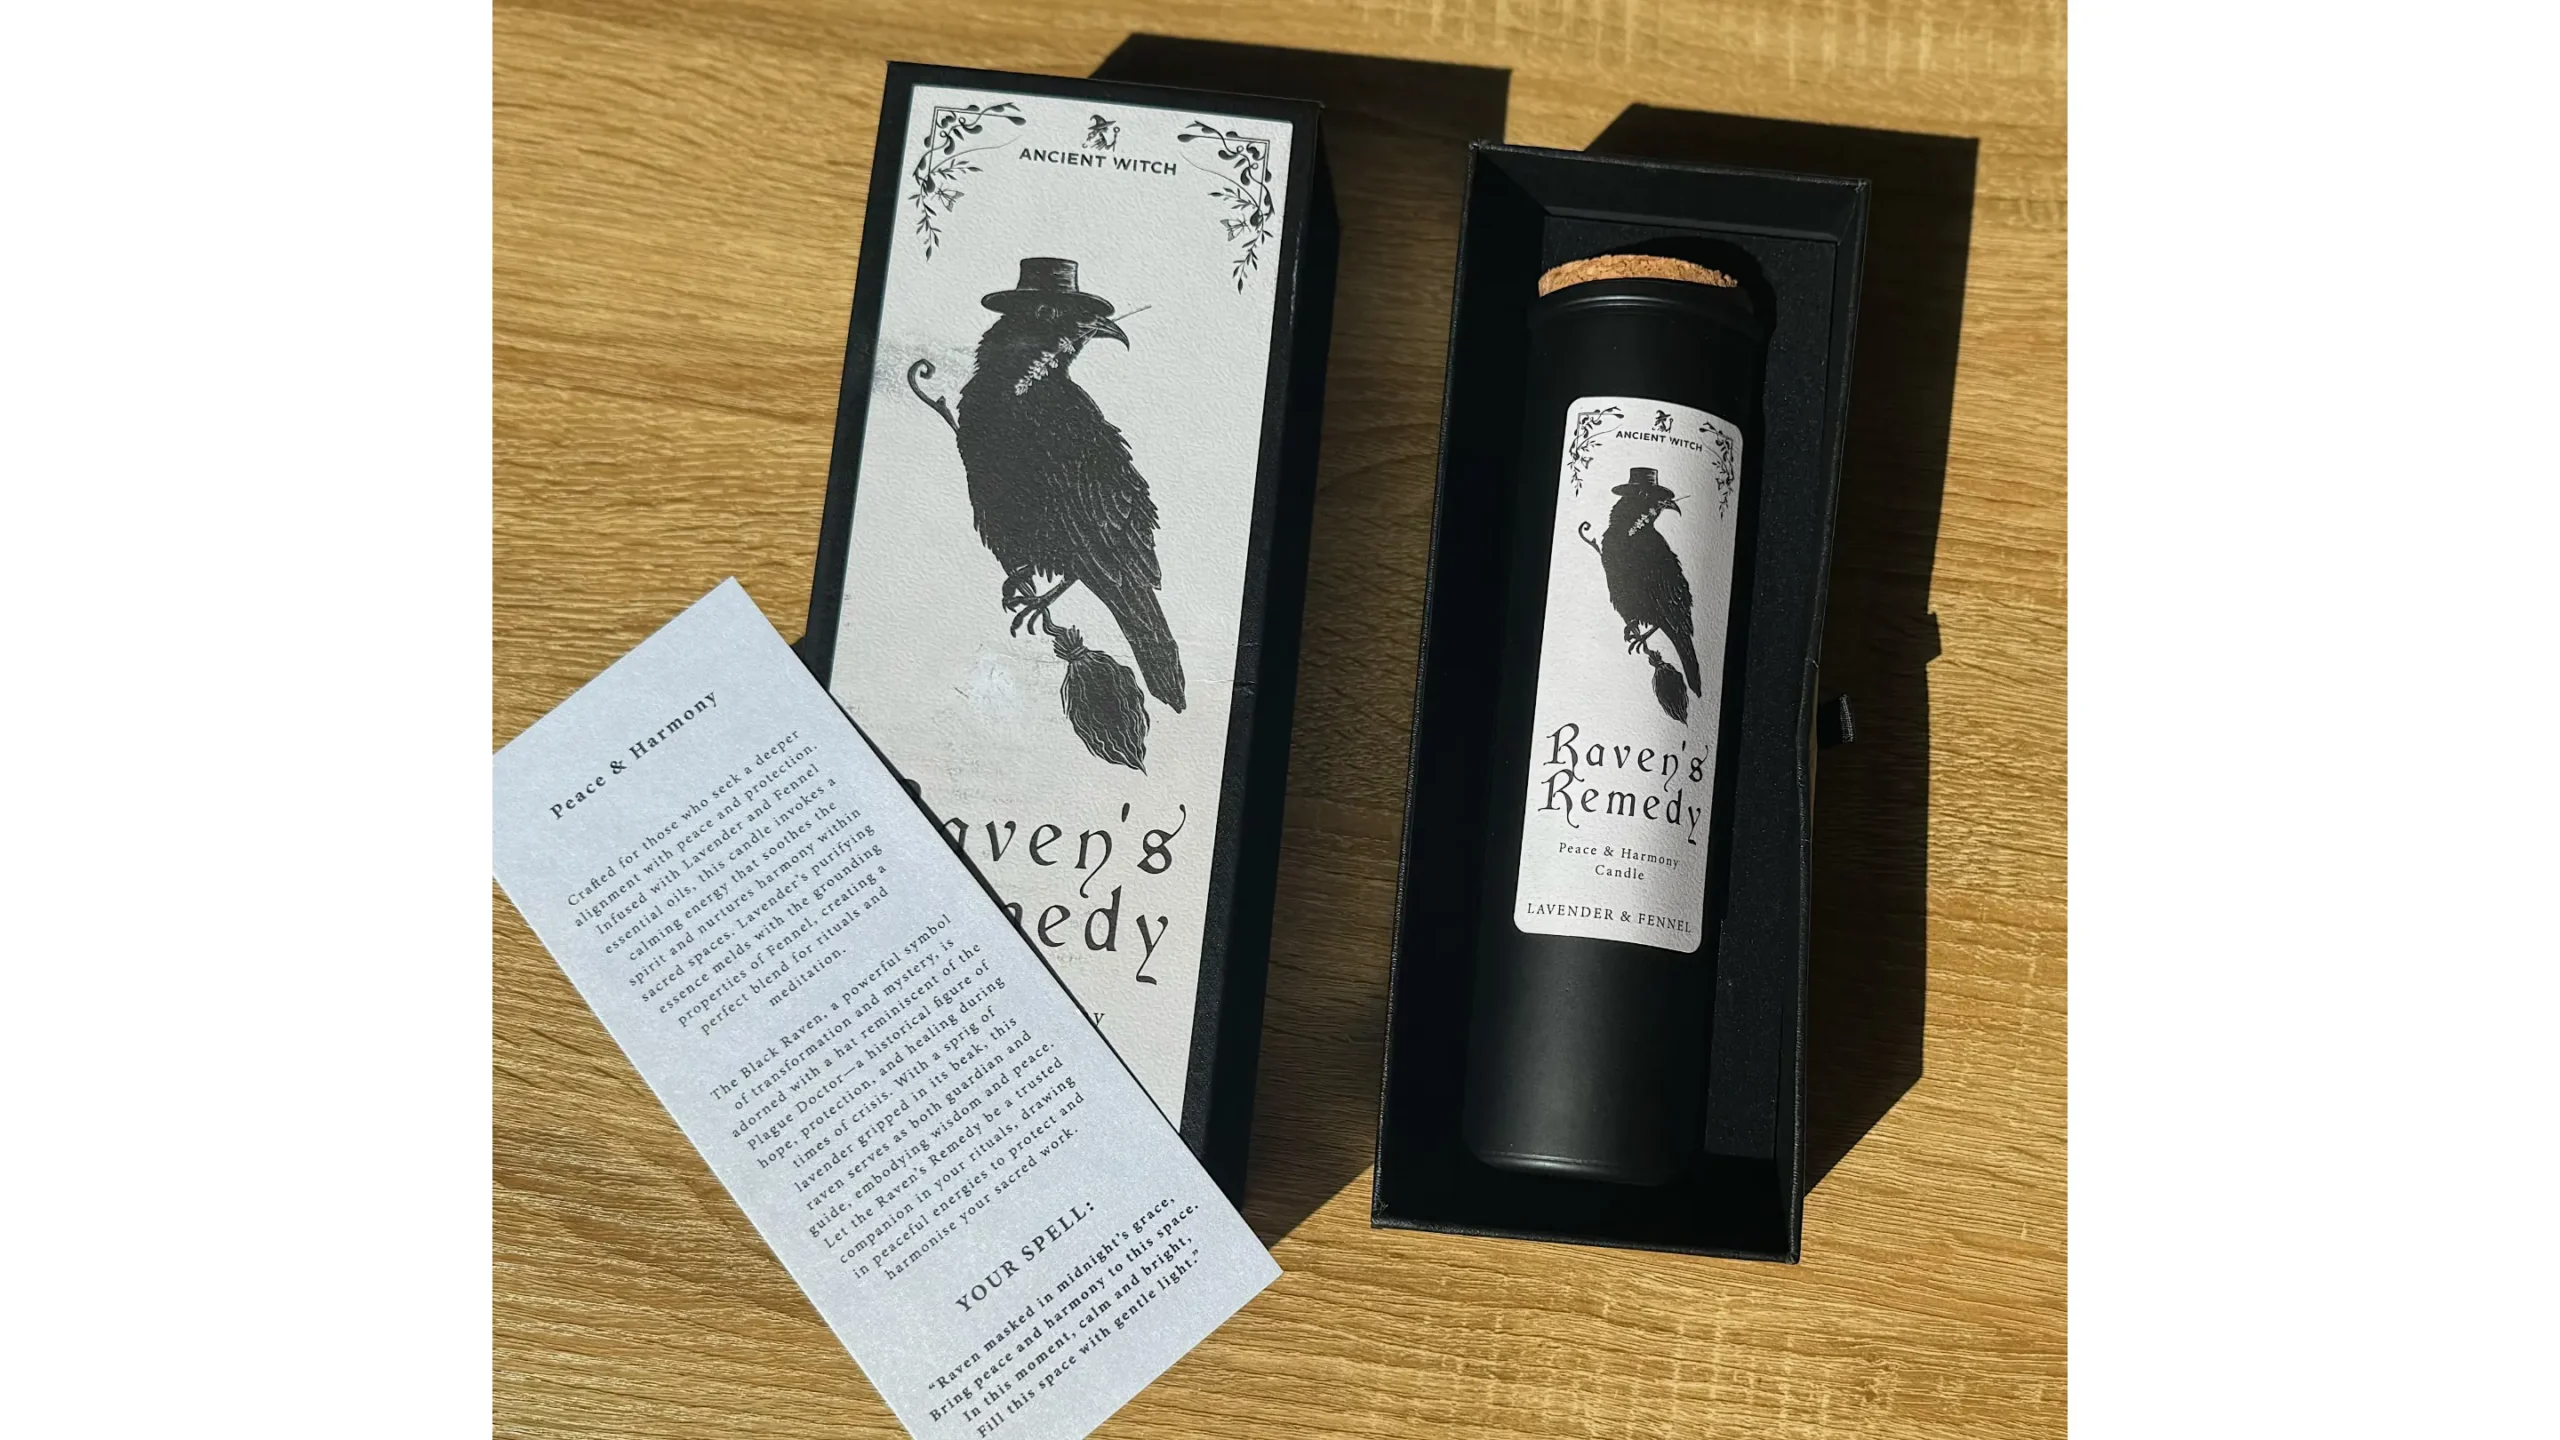 ANCIENT WITCH
aven's
edy
y
Peace & Harmony
Crafted for those who seek a deeper
alignment with peace and protection.
Infused with Lavender and Fennel
essential oils, this candle invokes a
calming energy that soothes the
spirit and nurtures harmony within
sacred spaces. Lavender's purifying
essence melds with the grounding
properties of Fennel, creating a
perfect blend for rituals and
meditation.
The Black Raven, a powerful symbol
of transformation and mystery, is
adorned with a hat reminiscent of the
Plague Doctor—a historical figure of
hope, protection, and healing during
times of crisis. With a sprig of
lavender gripped in its beak, this
raven serves as both guardian and
guide, embodying wisdom and peace.
Let the Raven's Remedy be a trusted
companion in your rituals, drawing
in peaceful energies to protect and
harmonise your sacred work.
YOUR SPELL:
“Raven masked in midnight's grace,
Bring peace and harmony to this space.
In this moment, calm and bright,
Fill this space with gentle light.”
ANCIENT WITCH
Raven's
Remedy
Peace & Harmony
Candle
LAVENDER & FENNEL